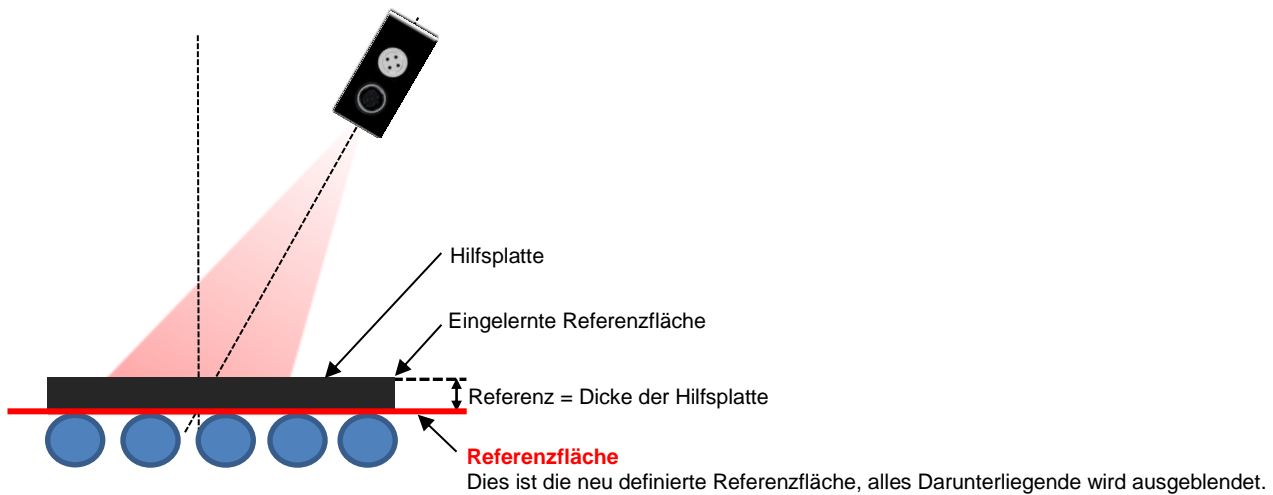 Hilfsplatte
Eingelernte Referenzfläche
Referenz = Dicke der Hilfsplatte
Referenzfläche
Dies ist die neu definierte Referenzfläche, alles Darunterliegende wird ausgeblendet.